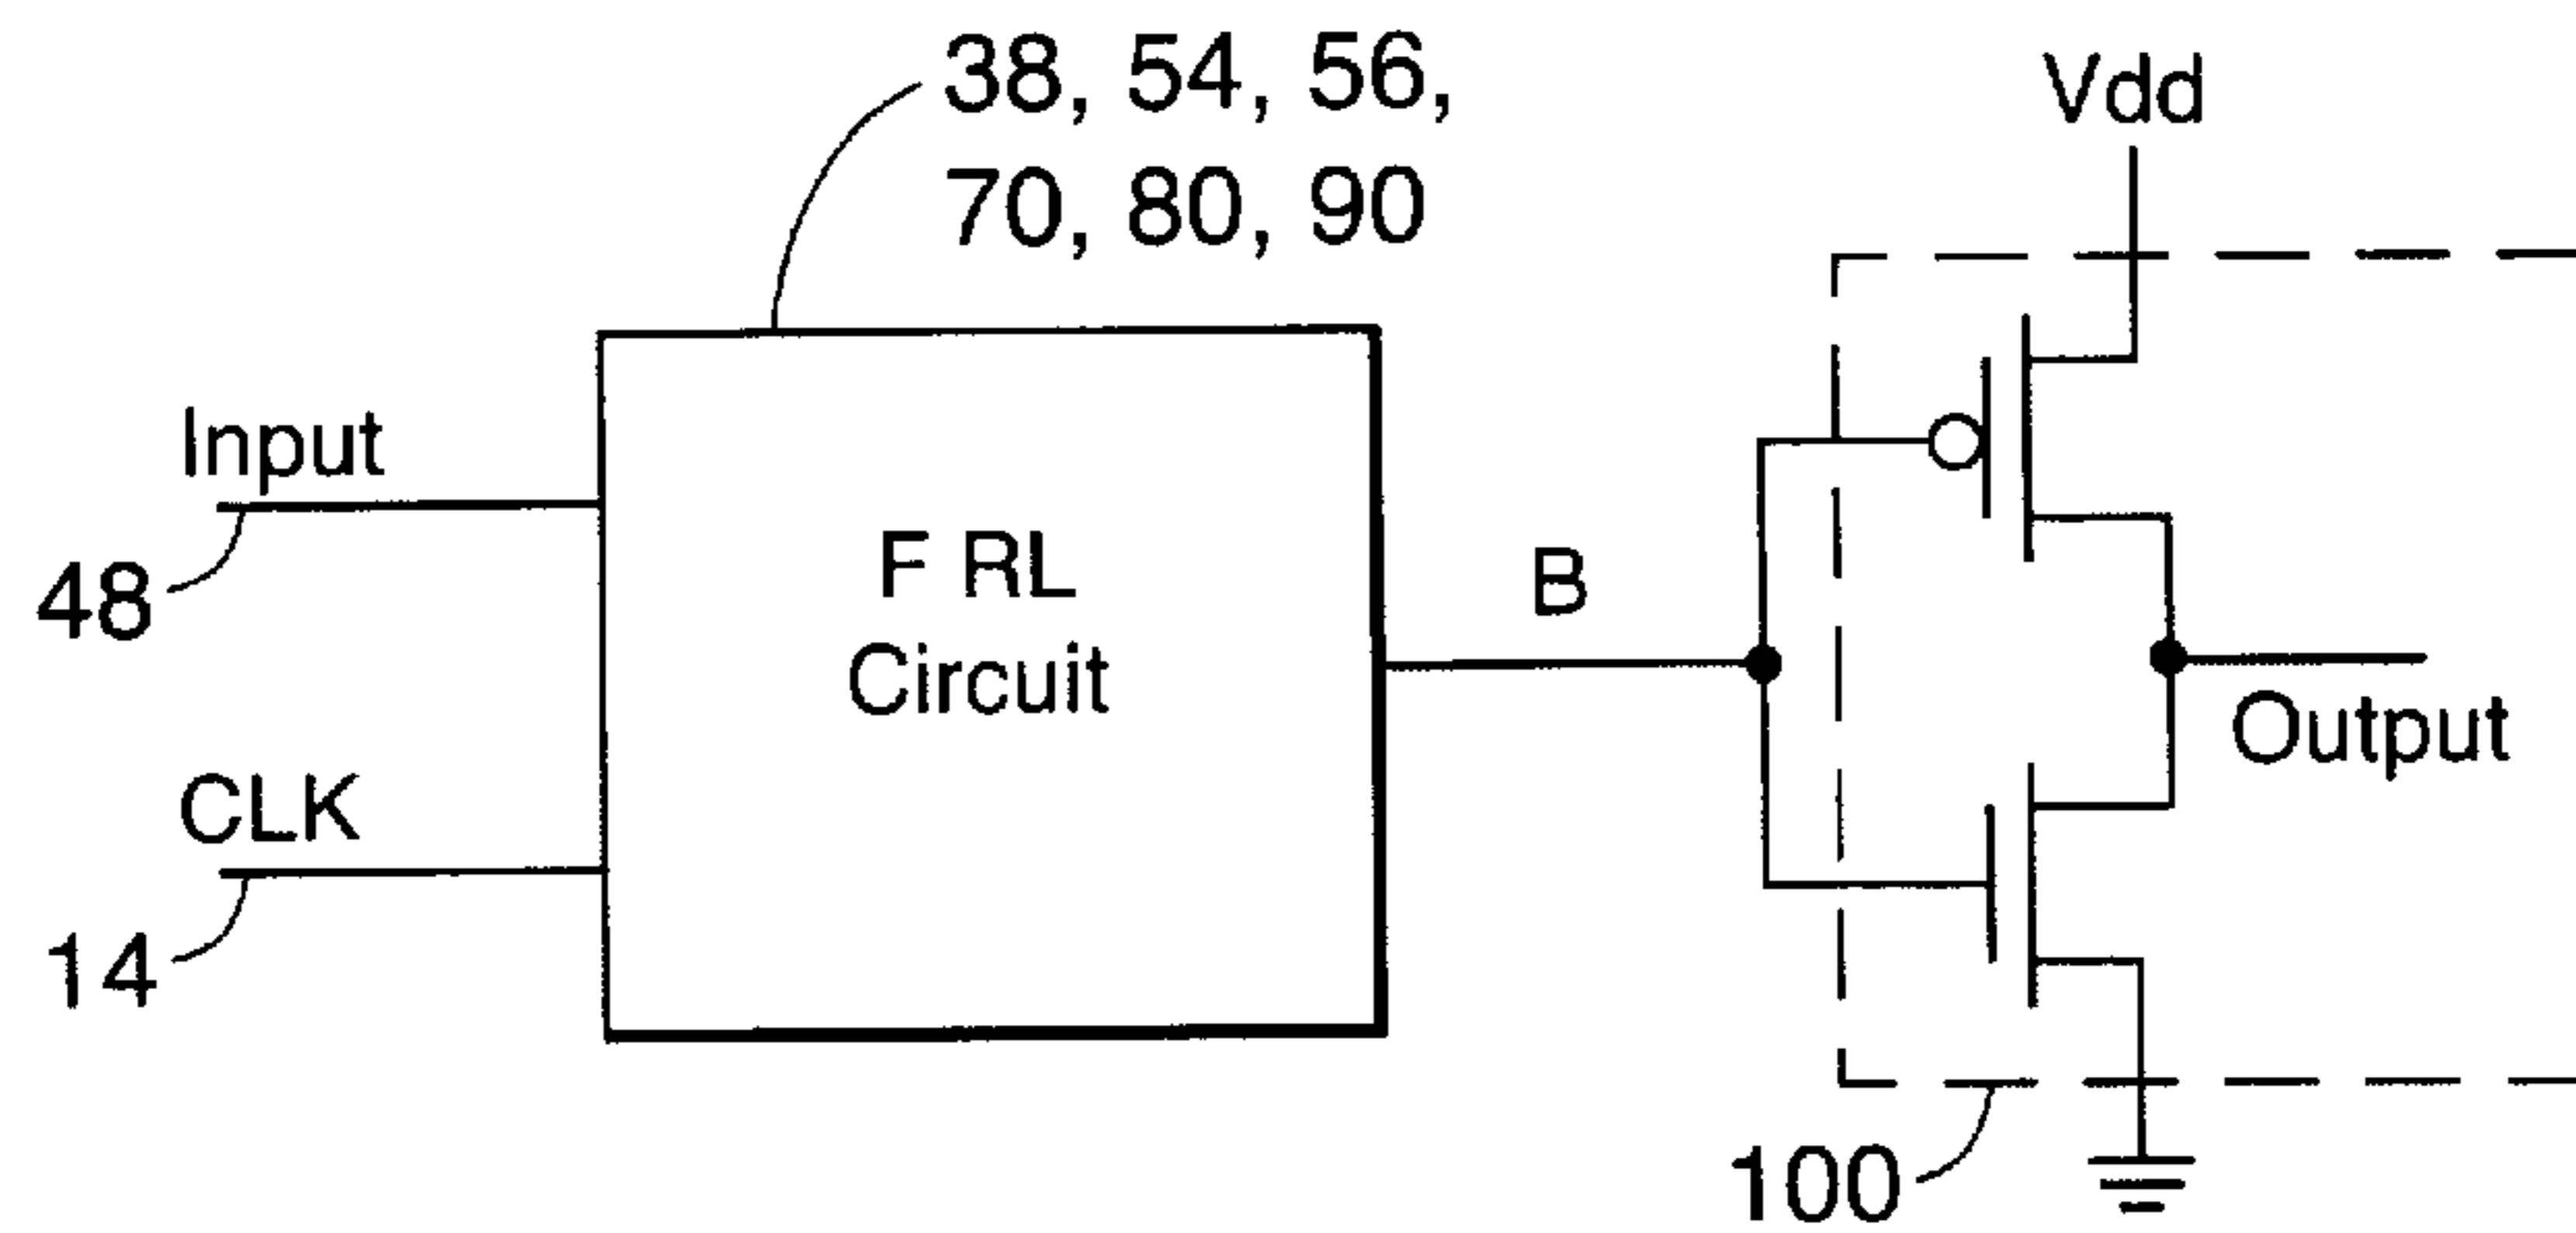 38, 54, 56,
70, 80, 90
Vdd
Input
48
F RL
Circuit
B
Output
CLK
14
100